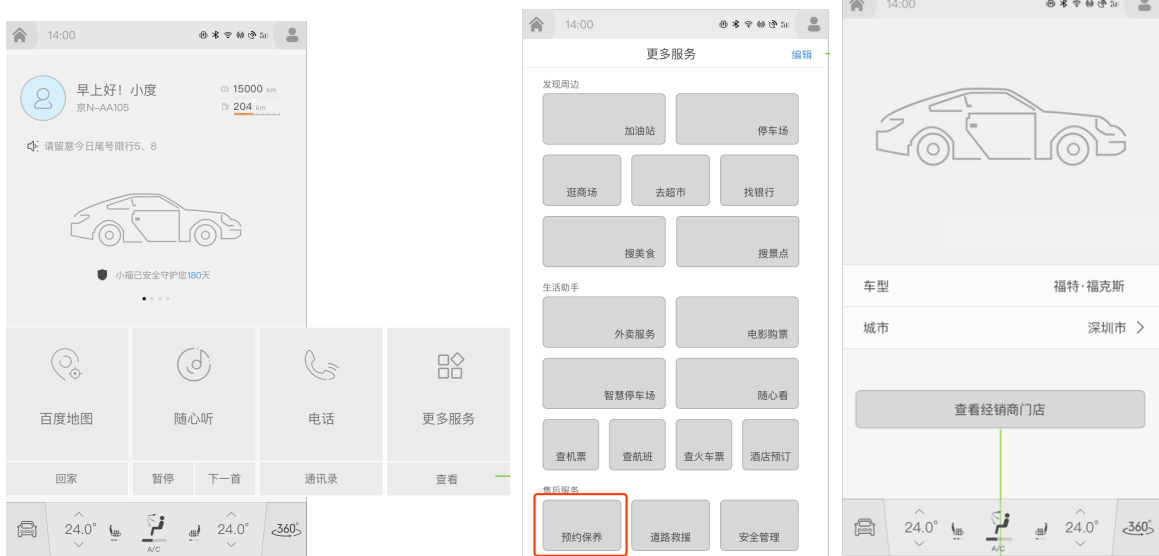 14:00
早上好！小度
京N-AA105
15000 km
204 km
请留意今日尾号限行5、8
小福已安全守护您180天
百度地图
随心听
电话
更多服务
回家
暂停
下一首
通讯录
查看
24.0°
A/C
24.0°
360°
14:00
更多服务
编辑
发现周边
加油站
停车场
逛商场
去超市
找银行
搜美食
搜景点
生活助手
外卖服务
电影购票
智慧停车场
随心看
查机票
查航班
查火车票
酒店预订
售后服务
预约保养
道路救援
安全管理
14:00
车型
福特·福克斯
城市
深圳市
查看经销商门店
24.0°
A/C
24.0°
360°